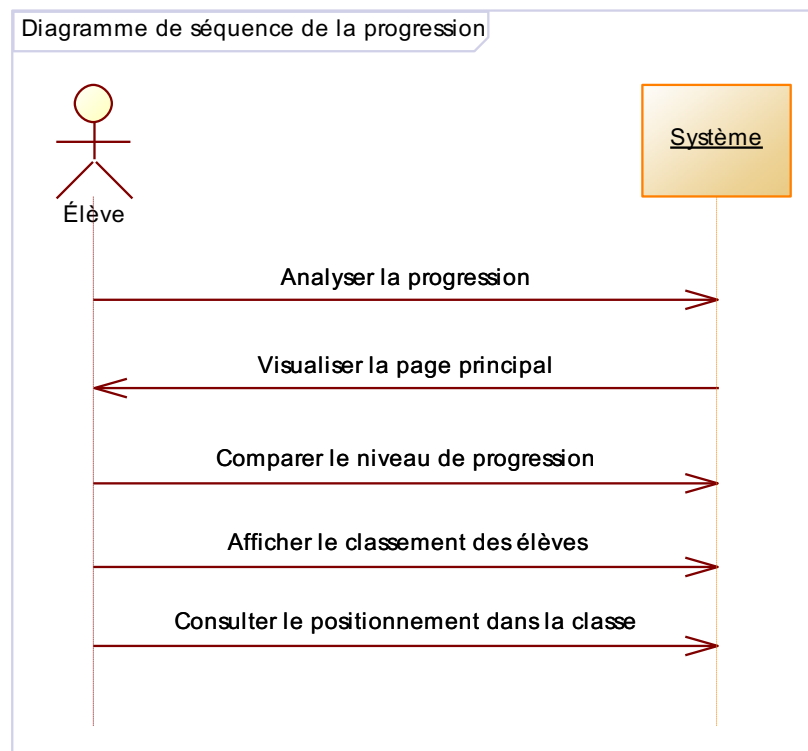 Diagramme de séquence de la progression
Système
Élève
Analyser la progression
Visualiser la page principal
Comparer le niveau de progression
Afficher le classement des élèves
Consulter le positionnement dans la classe